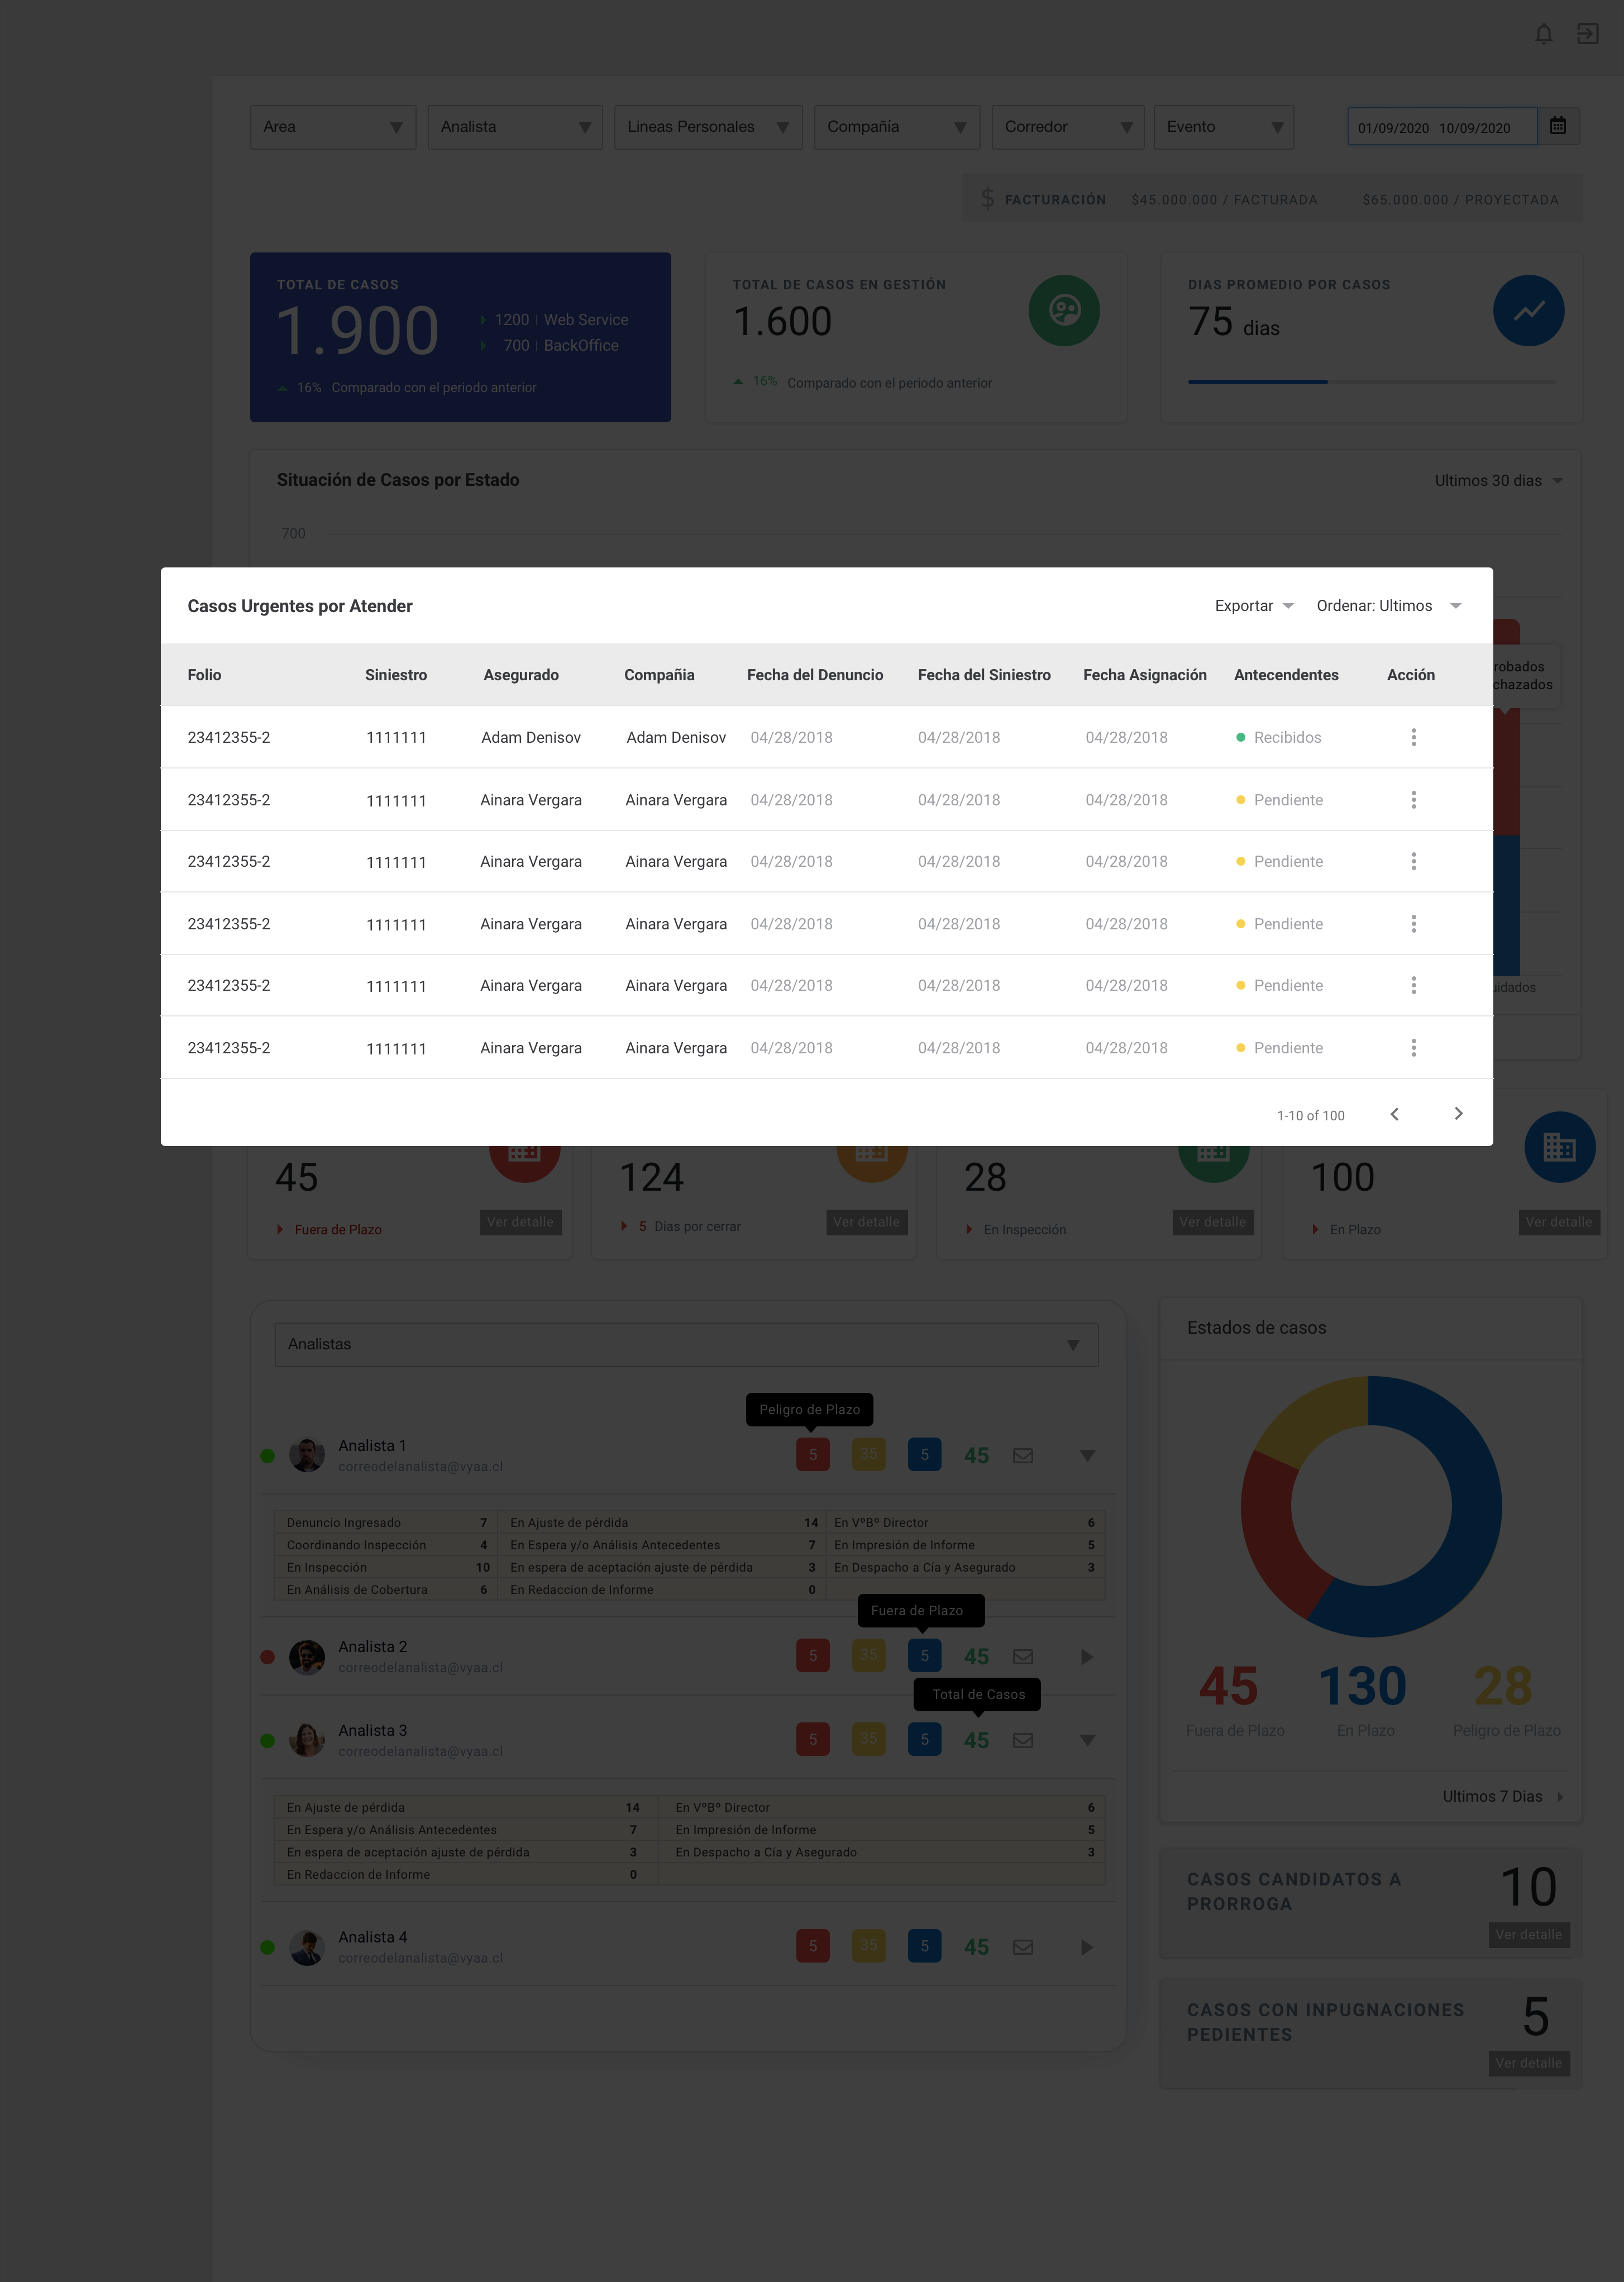 Area Analista Lineas Personales Compañía Corredor Evento 01/09/2020 10/09/2020
$ FACTURACIÓN $45.000.000 / FACTURADA $65.000.000 / PROYECTADA
TOTAL DE CASOS
1.900
1200 | Web Service
700 | BackOffice
16% Comparado con el periodo anterior
TOTAL DE CASOS EN GESTIÓN
1.600
16% Comparado con el periodo anterior
DIAS PROMEDIO POR CASOS
75 dias
Situación de Casos por Estado Ultimos 30 dias
700
Casos Urgentes por Atender Exportar Ordenar: Ultimos
Folio Siniestro Asegurado Compañia Fecha del Denuncio Fecha del Siniestro Fecha Asignación Antecedentes Acción
23412355-2 1111111 Adam Denisov Adam Denisov 04/28/2018 04/28/2018 04/28/2018 Recibidos
23412355-2 1111111 Ainara Vergara Ainara Vergara 04/28/2018 04/28/2018 04/28/2018 Pendiente
23412355-2 1111111 Ainara Vergara Ainara Vergara 04/28/2018 04/28/2018 04/28/2018 Pendiente
23412355-2 1111111 Ainara Vergara Ainara Vergara 04/28/2018 04/28/2018 04/28/2018 Pendiente
23412355-2 1111111 Ainara Vergara Ainara Vergara 04/28/2018 04/28/2018 04/28/2018 Pendiente
23412355-2 1111111 Ainara Vergara Ainara Vergara 04/28/2018 04/28/2018 04/28/2018 Pendiente
1-10 of 100
robados
chazados
uidados
45
Fuera de Plazo Ver detalle
124
5 Dias por cerrar Ver detalle
28
En Inspección Ver detalle
100
En Plazo Ver detalle
Analistas
Peligro de Plazo
Analista 1 5 35 5 45
correodelanalista@vyaa.cl
Denuncio Ingresado 7 En Ajuste de pérdida 14 En VºBº Director 6
Coordinando Inspección 4 En Espera y/o Análisis Antecedentes 7 En Impresión de Informe 5
En Inspección 10 En espera de aceptación ajuste de pérdida 3 En Despacho a Cía y Asegurado 3
En Análisis de Cobertura 6 En Redaccion de Informe 0
Fuera de Plazo
Analista 2 5 35 5 45
correodelanalista@vyaa.cl
Total de Casos
Analista 3 5 35 5 45
correodelanalista@vyaa.cl
En Ajuste de pérdida 14 En VºBº Director 6
En Espera y/o Análisis Antecedentes 7 En Impresión de Informe 5
En espera de aceptación ajuste de pérdida 3 En Despacho a Cía y Asegurado 3
En Redaccion de Informe 0
Analista 4 5 35 5 45
correodelanalista@vyaa.cl
Estados de casos
45 130 28
Fuera de Plazo En Plazo Peligro de Plazo
Ultimos 7 Dias
CASOS CANDIDATOS A
PRORROGA
10
Ver detalle
CASOS CON INPUGNACIONES
PEDIENTES
5
Ver detalle